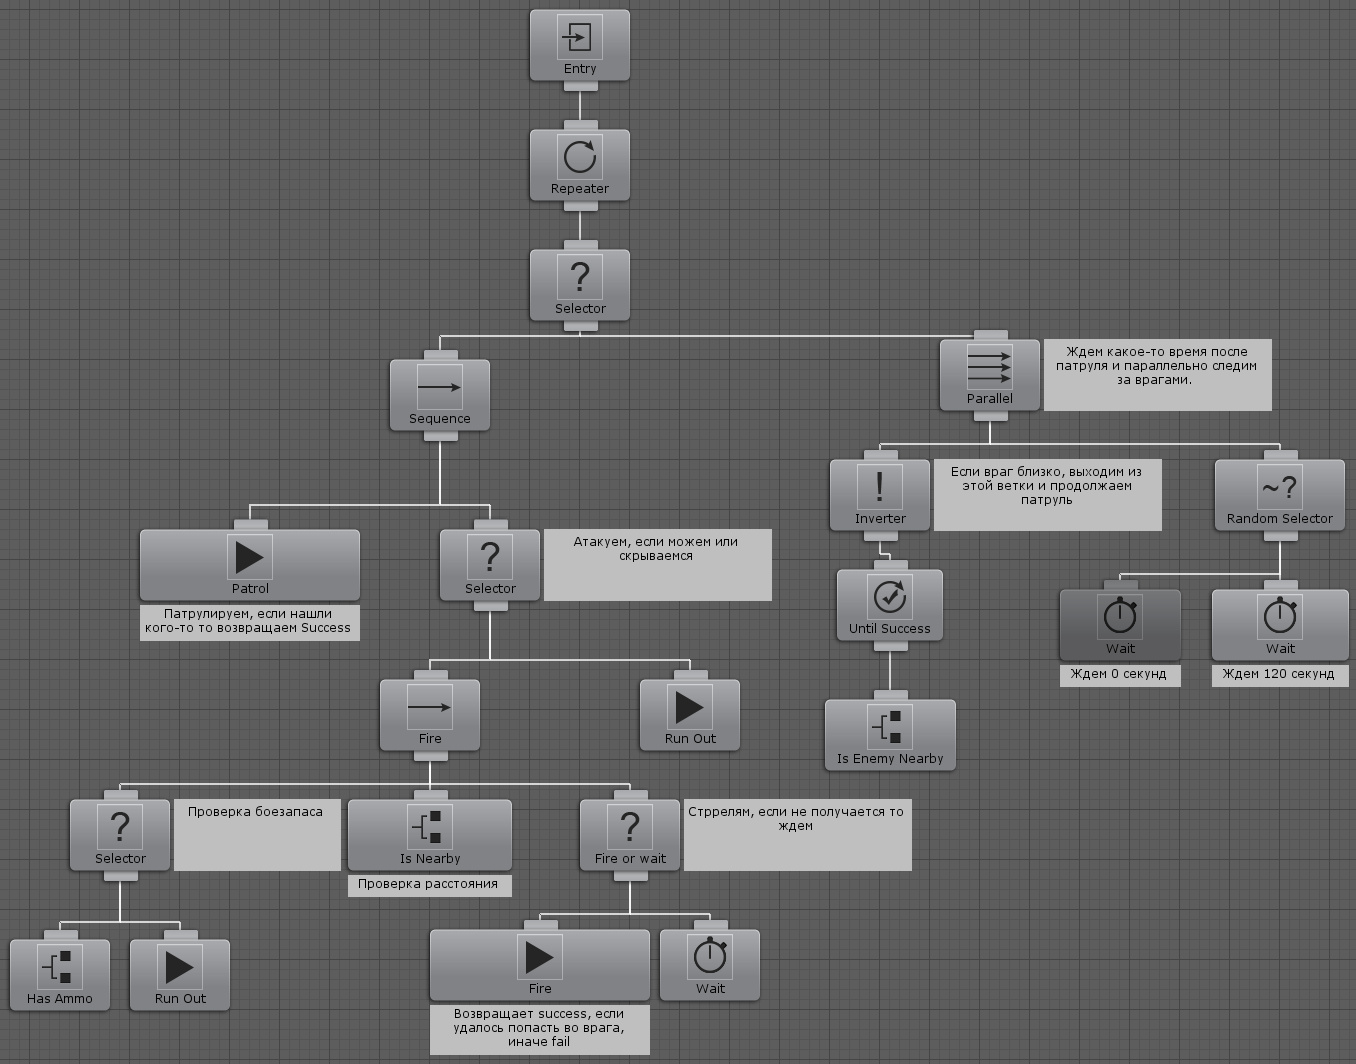 Entry
Repeater
Selector
Sequence
Parallel
Ждем какое-то время после
патруля и параллельно следим
за врагами.
Inverter
Если враг близко, выходим из
этой ветки и продолжаем
патруль
~?
Random Selector
Patrol
Патрулируем, если нашли
кого-то то возвращаем Success
Selector
Атакуем, если можем или
скрываемся
Until Success
Wait
Ждем 0 секунд
Wait
Ждем 120 секунд
Fire
Run Out
Is Enemy Nearby
Selector
Проверка боезапаса
Is Nearby
Проверка расстояния
Fire or wait
Стррелям, если не получается то
ждем
Has Ammo
Run Out
Fire
Возвращает success, если
удалось попасть во врага,
иначе fail
Wait